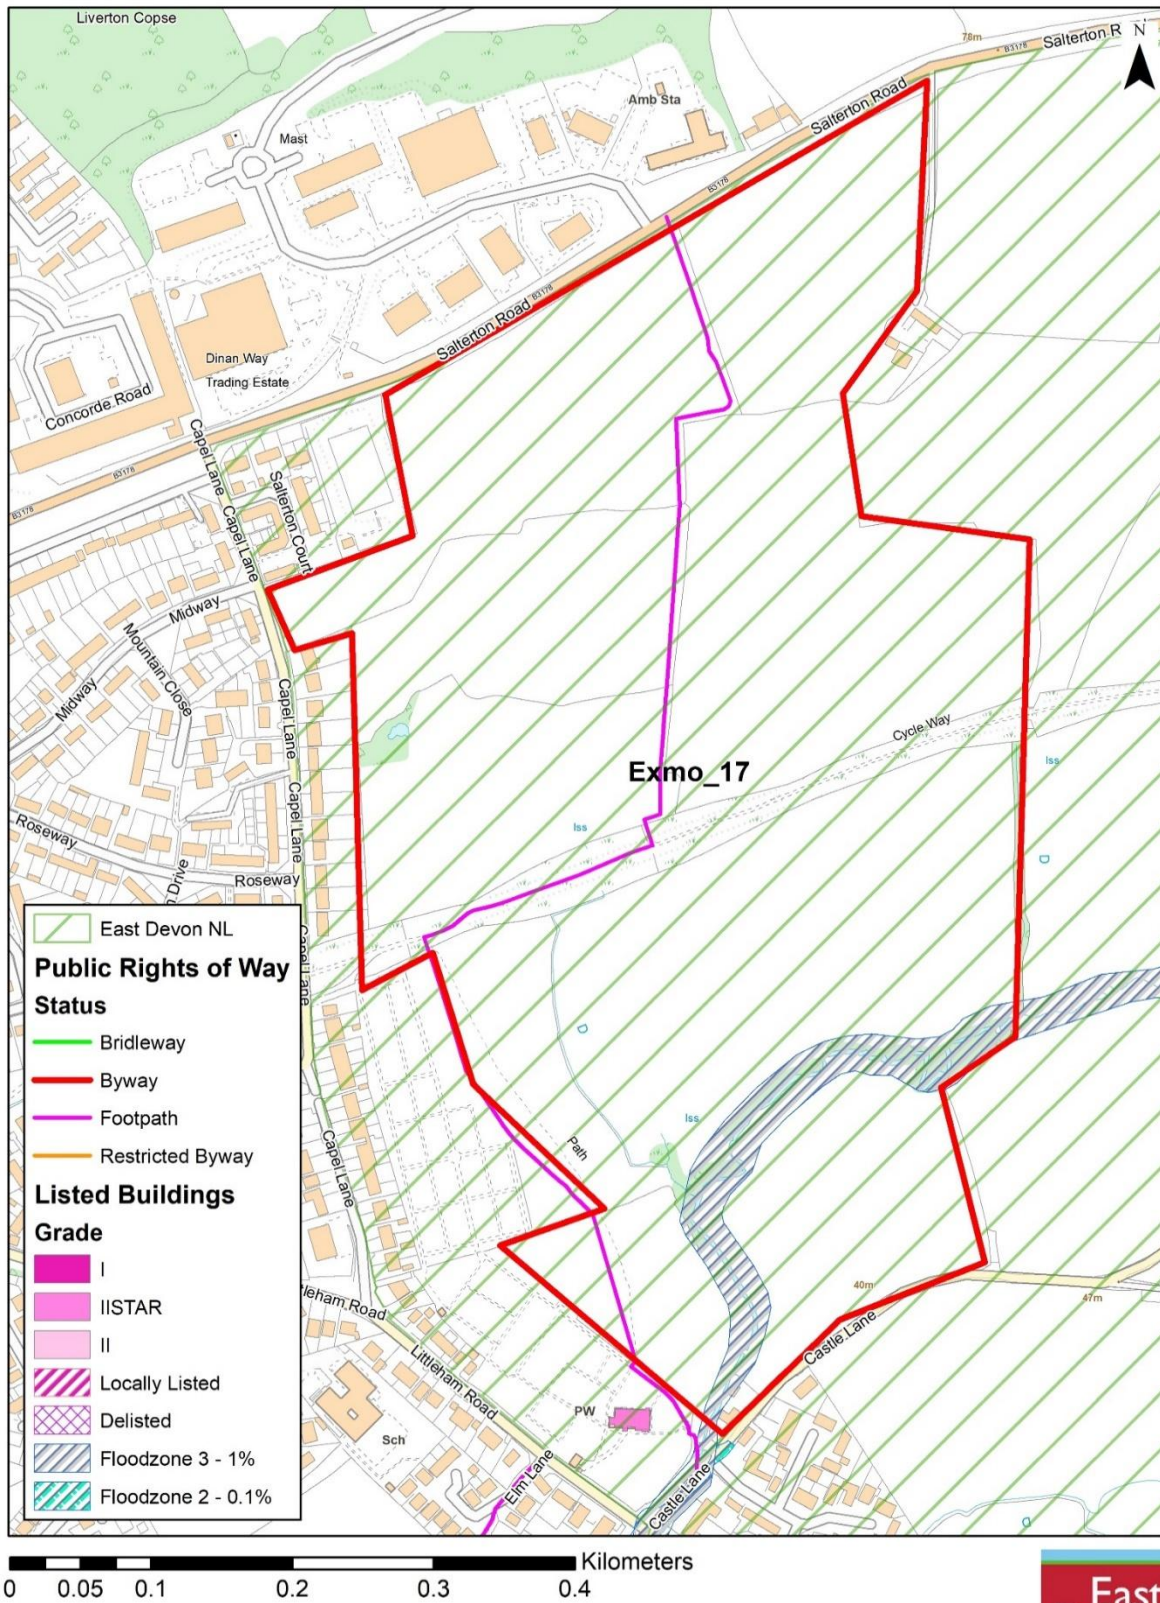 Liverton Copse
78m
B3178
Salterton R
N
Amb Sta
Salterton Road
Mast
B3178
B3178
Salterton Road
Dinan Way
Trading Estate
Concorde Road
Capel Lane
B3178
B3178
Salterton Court
Capel Lane
Midway
Mountain Close
Midway
Capel Lane
Cycle Way
Exmo_17
Iss
Capel Lane
Roseway
Iss
Drive
Roseway
D
East Devon NL
Capel Lane
Public Rights of Way
Status
D
Bridleway
Byway
Footpath
Iss
Path
Capel Lane
Restricted Byway
Listed Buildings
Grade
I
40m
47m
tleham Road
IISTAR
Castle Lane
II
Littleham Road
Locally Listed
PW
Delisted
Sch
Floodzone 3 - 1%
Elm Lane
Castle Lane
Floodzone 2 - 0.1%
D
Kilometers
0 0.05 0.1 0.2 0.3 0.4
East